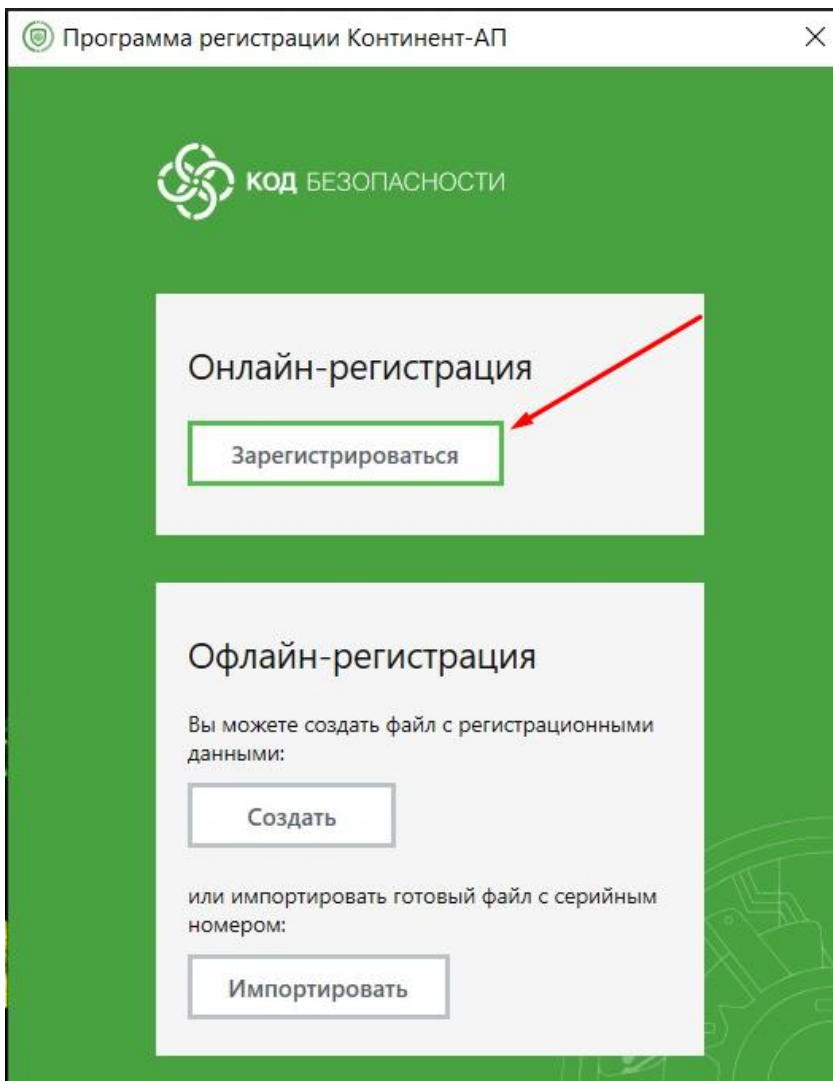 Программа регистрации Континент-АП
КОД БЕЗОПАСНОСТИ
Онлайн-регистрация
Зарегистрироваться
Офлайн-регистрация
Вы можете создать файл с регистрационными
данными:
Создать
или импортировать готовый файл с серийным
номером:
Импортировать